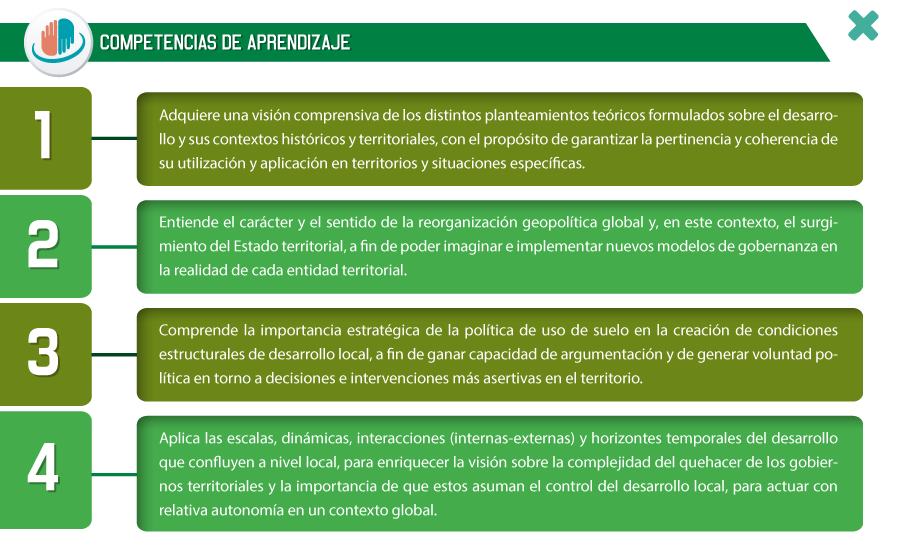 COMPETENCIAS DE APRENDIZAJE
1
Adquiere una visión comprensiva de los distintos planteamientos teóricos formulados sobre el desarro-
llo y sus contextos históricos y territoriales, con el propósito de garantizar la pertinencia y coherencia de
su utilización y aplicación en territorios y situaciones específicas.
2
Entiende el carácter y el sentido de la reorganización geopolítica global y, en este contexto, el surgi-
miento del Estado territorial, a fin de poder imaginar e implementar nuevos modelos de gobernanza en
la realidad de cada entidad territorial.
3
Comprende la importancia estratégica de la política de uso de suelo en la creación de condiciones
estructurales de desarrollo local, a fin de ganar capacidad de argumentación y de generar voluntad po-
lítica en torno a decisiones e intervenciones más asertivas en el territorio.
4
Aplica las escalas, dinámicas, interacciones (internas-externas) y horizontes temporales del desarrollo
que confluyen a nivel local, para enriquecer la visión sobre la complejidad del quehacer de los gobier-
nos territoriales y la importancia de que estos asuman el control del desarrollo local, para actuar con
relativa autonomía en un contexto global.